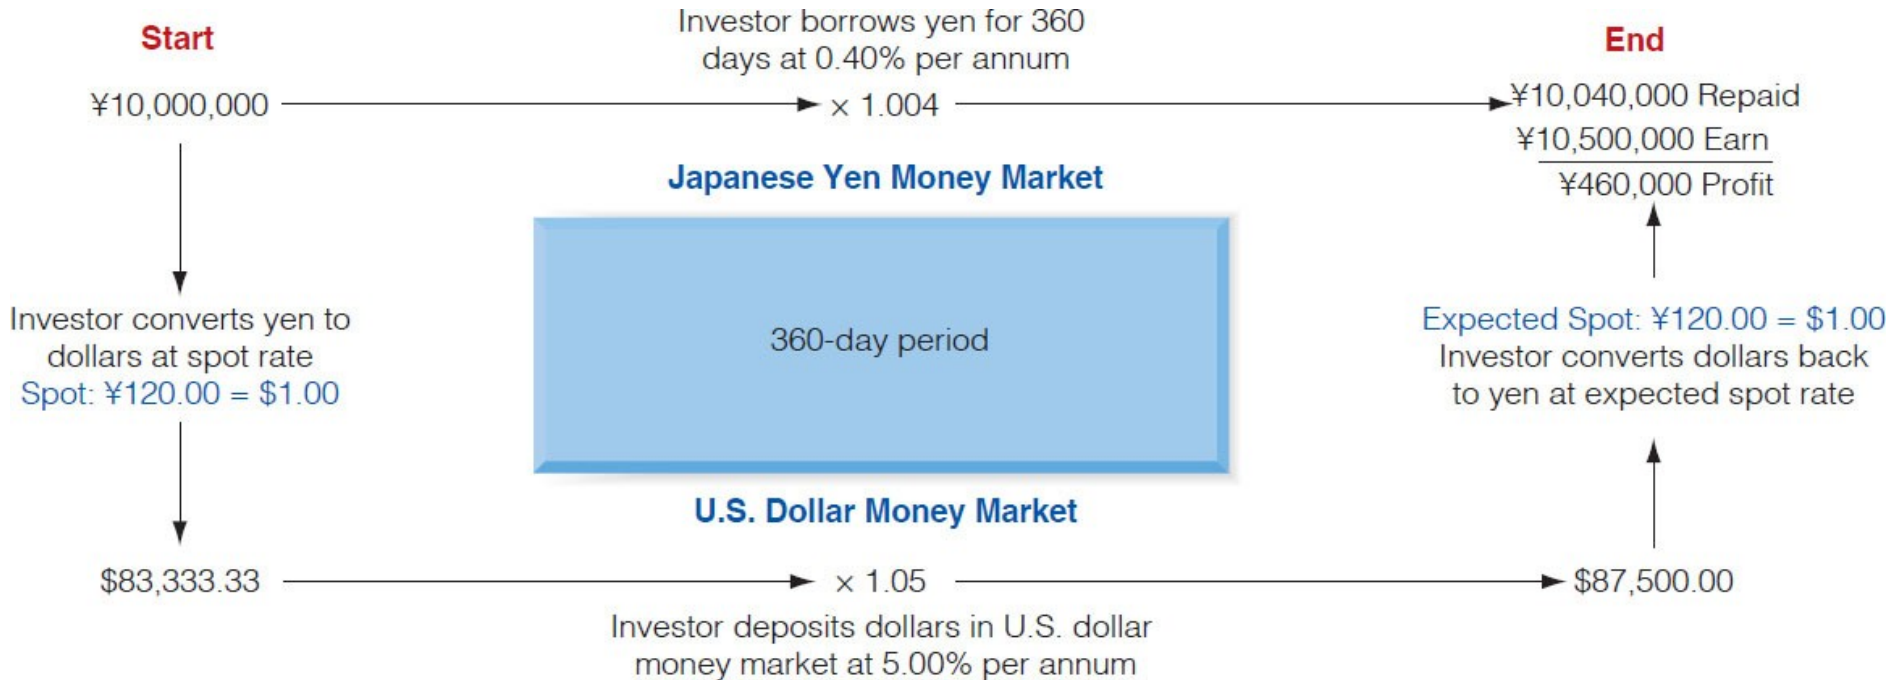 Start
Investor borrows yen for 360
days at 0.40% per annum
End
¥10,000,000
× 1.004
¥10,040,000 Repaid
¥10,500,000 Earn
¥460,000 Profit
Japanese Yen Money Market
Investor converts yen to
dollars at spot rate
Spot: ¥120.00 = $1.00
360-day period
Expected Spot: ¥120.00 = $1.00
Investor converts dollars back
to yen at expected spot rate
U.S. Dollar Money Market
$83,333.33
× 1.05
$87,500.00
Investor deposits dollars in U.S. dollar
money market at 5.00% per annum